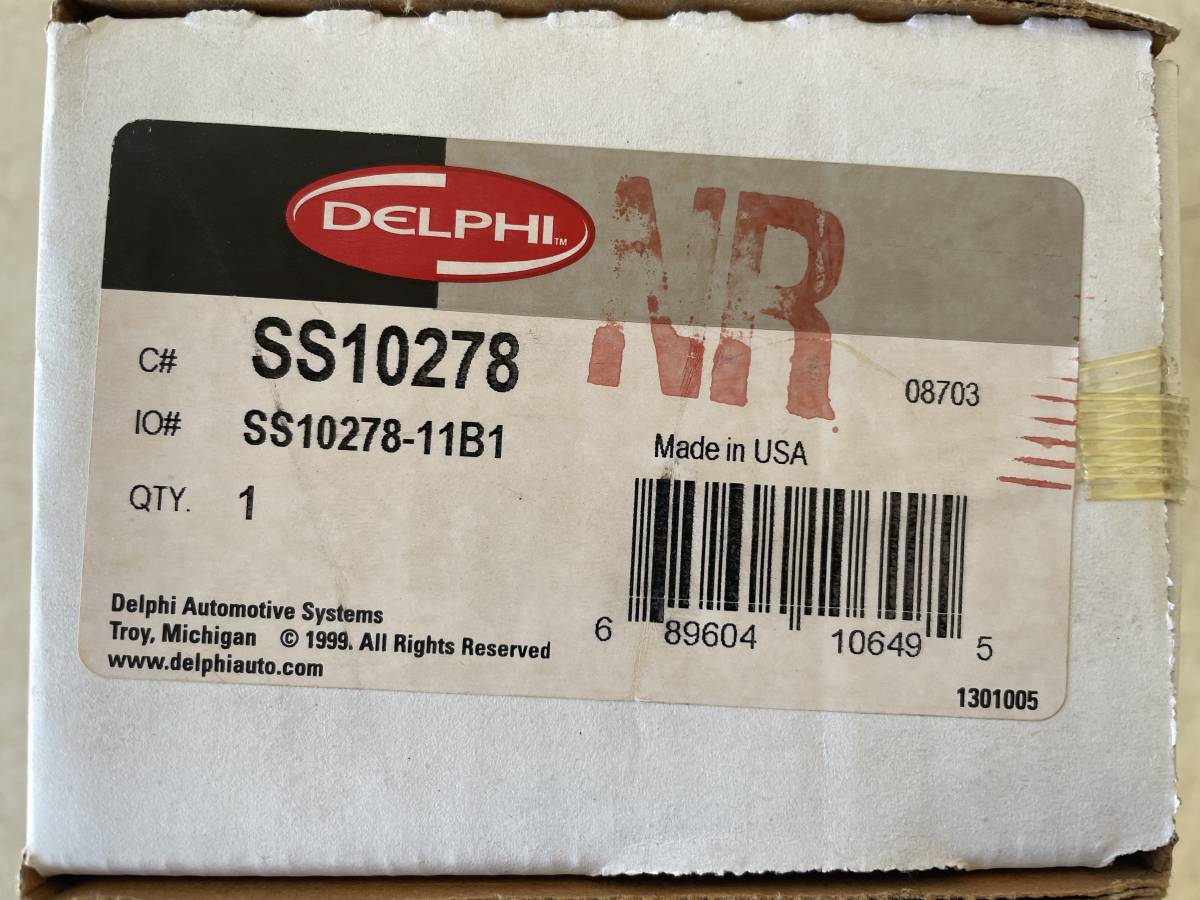 DELPHI™
NR
C# SS10278
08703
IO# SS10278-11B1
Made in USA
QTY. 1
6 89604 10649 5
Delphi Automotive Systems
Troy, Michigan © 1999. All Rights Reserved
www.delphiauto.com
1301005